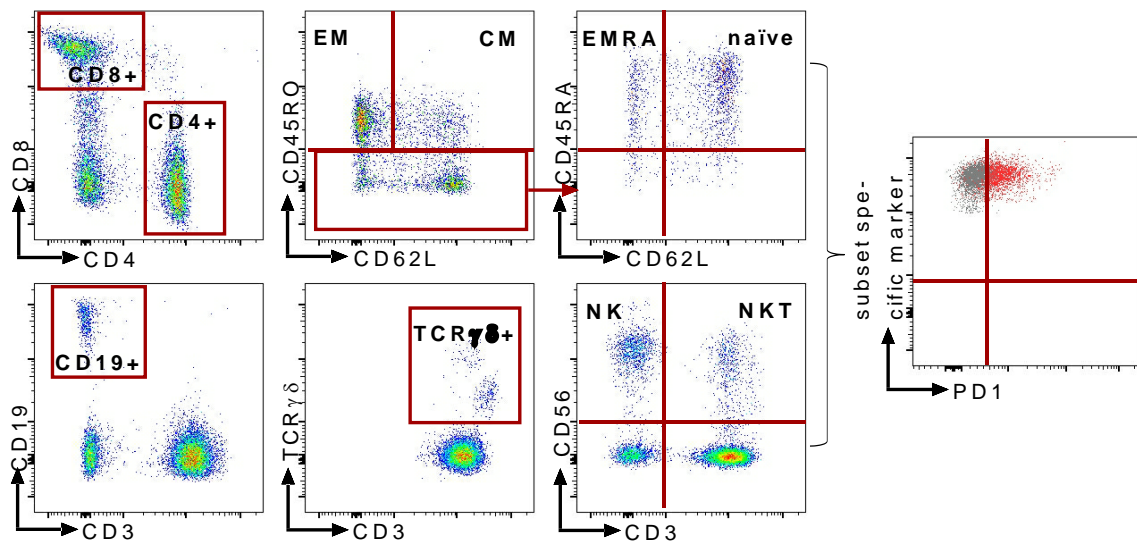 CD8+
CD4+
CD8
CD4
EM
CM
CD45RO
CD62L
EMRA
naïve
CD45RA
CD62L
CD19+
CD19
CD3
TCRγδ+
TCRγδ
CD3
NK
NKT
CD56
CD3
subset spe-
cific marker
PD1